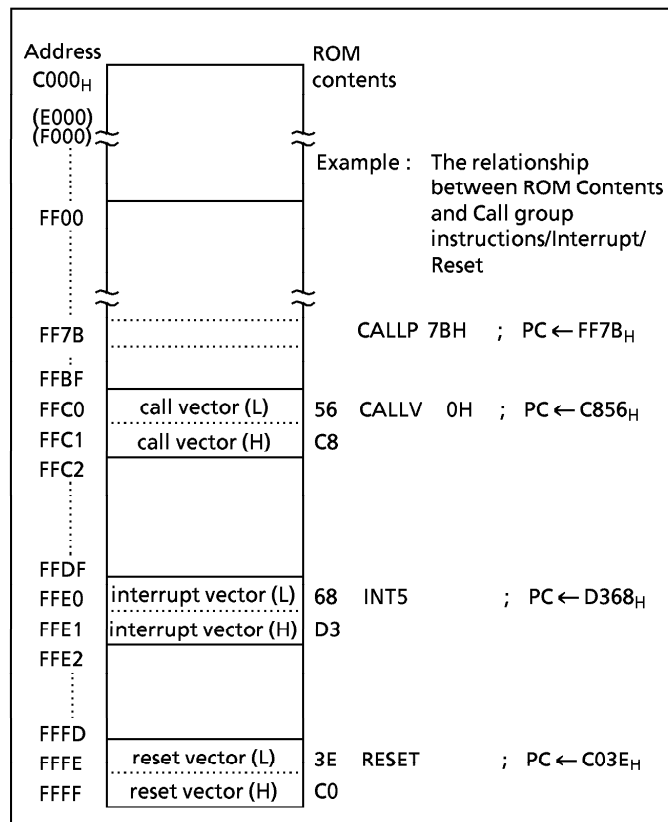 Address ROM
C000H contents
(E000)
(F000)
Example : The relationship
between ROM Contents
FF00 and Call group
instructions/Interrupt/
Reset
FF7B CALLP 7BH ; PC ← FF7BH
FFBF
FFC0 call vector (L) 56 CALLV 0H ; PC ← C856H
FFC1 call vector (H) C8
FFC2
FFDF
FFE0 interrupt vector (L) 68 INT5 ; PC ← D368H
FFE1 interrupt vector (H) D3
FFE2
FFFD
FFFE reset vector (L) 3E RESET ; PC ← C03EH
FFFF reset vector (H) C0